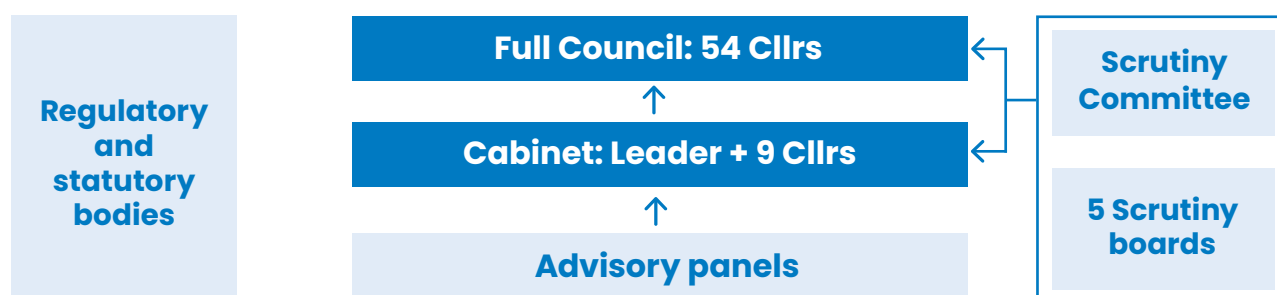 Regulatory
and
statutory
bodies
Full Council: 54 Cllrs
Cabinet: Leader + 9 Cllrs
Advisory panels
Scrutiny
Committee
5 Scrutiny
boards